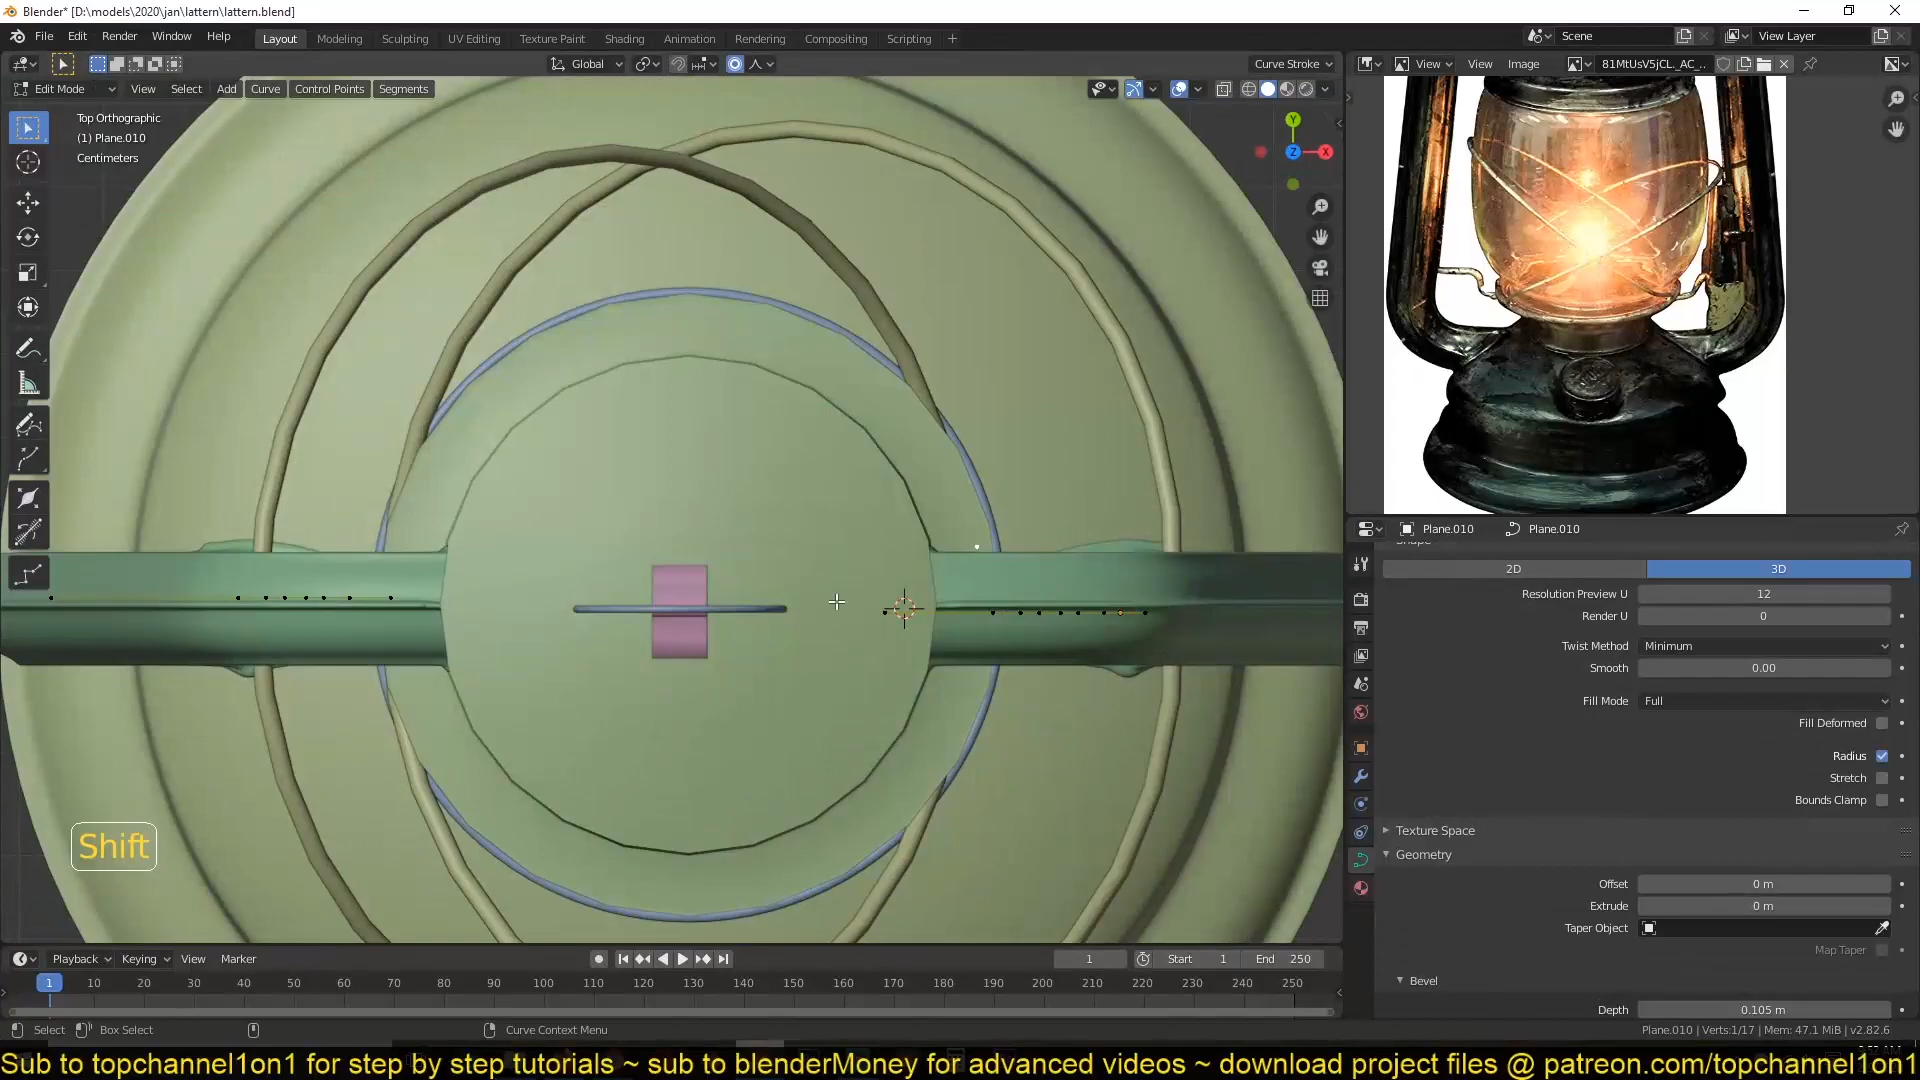 Blender* [D:\models\2020\jan\lattern\lattern.blend]
File Edit Render Window Help
Layout Modeling Sculpting UV Editing Texture Paint Shading Animation Rendering Compositing Scripting
Scene
View Layer
Global
Curve Stroke
View View Image 81MtUsV5jCL._AC_..
Edit Mode View Select Add Curve Control Points Segments
Top Orthographic
(1) Plane.010
Centimeters
Y
Z
X
Shift
Plane.010 Plane.010
2D 3D
Resolution Preview U 12
Render U 0
Twist Method Minimum
Smooth 0.00
Fill Mode Full
Fill Deformed
Radius
Stretch
Bounds Clamp
Texture Space
Geometry
Offset 0 m
Extrude 0 m
Taper Object
Map Taper
Bevel
Depth 0.105 m
Playback Keying View Marker
1 Start 1 End 250
1 10 20 30 40 50 60 70 80 90 100 110 120 130 140 150 160 170 180 190 200 210 220 230 240 250
Select Box Select Curve Context Menu
Plane.010 | Verts:1/17 | Mem: 47.1 MiB | v2.82.6
Sub to topchannel1on1 for step by step tutorials ~ sub to blenderMoney for advanced videos ~ download project files @ patreon.com/topchannel1on1